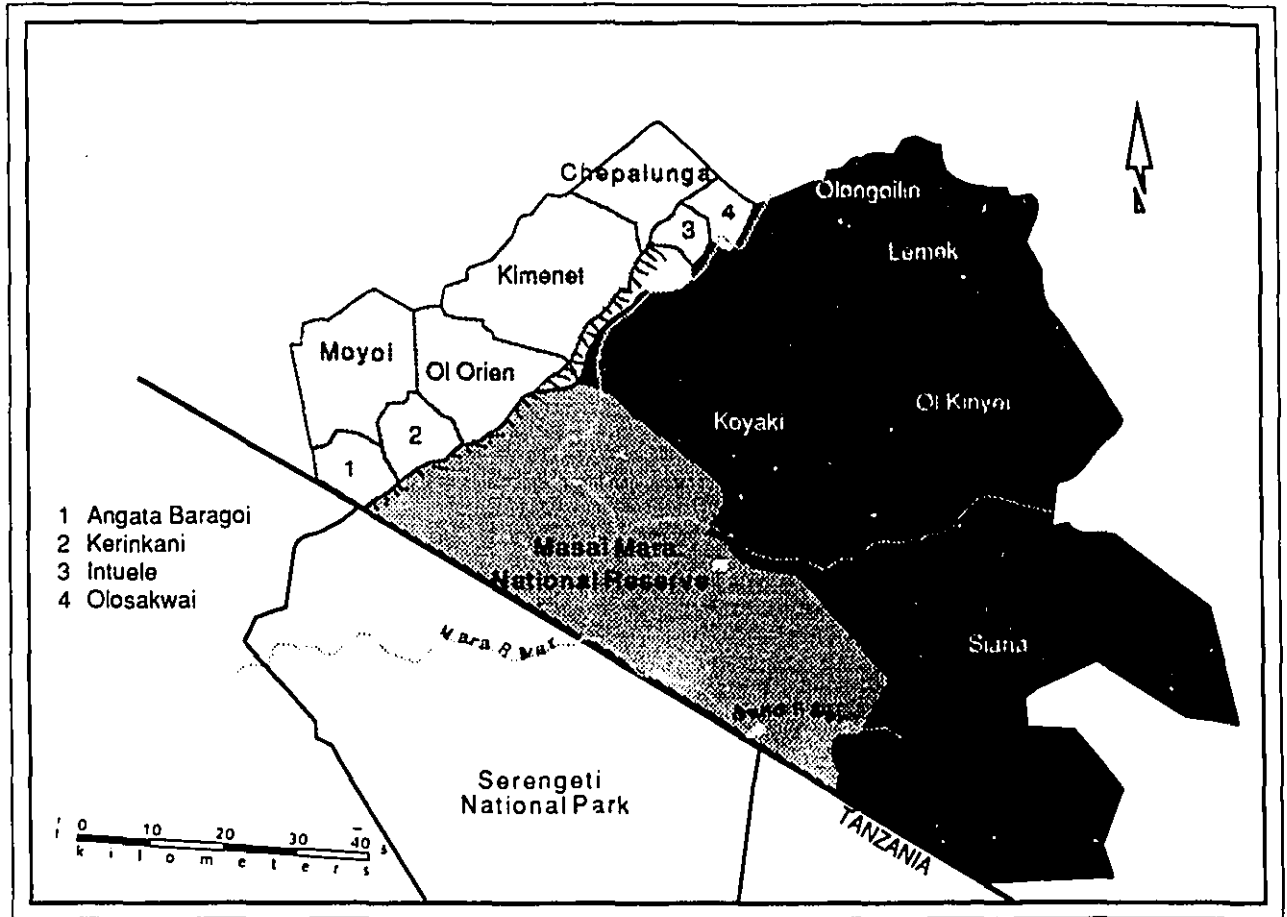 Chepalunga
4
3
Olongoilin
N
Lemek
Kimenet
Moyoi
Ol Orien
Koyaki
Ol Kinyei
2
1
1 Angata Baragoi
2 Kerinkani
3 Intuele
4 Olosakwai
Masai Mara
National Reserve
Mara R
Siana
Serengeti
National Park
TANZANIA
0 10 20 30 40
kilometers